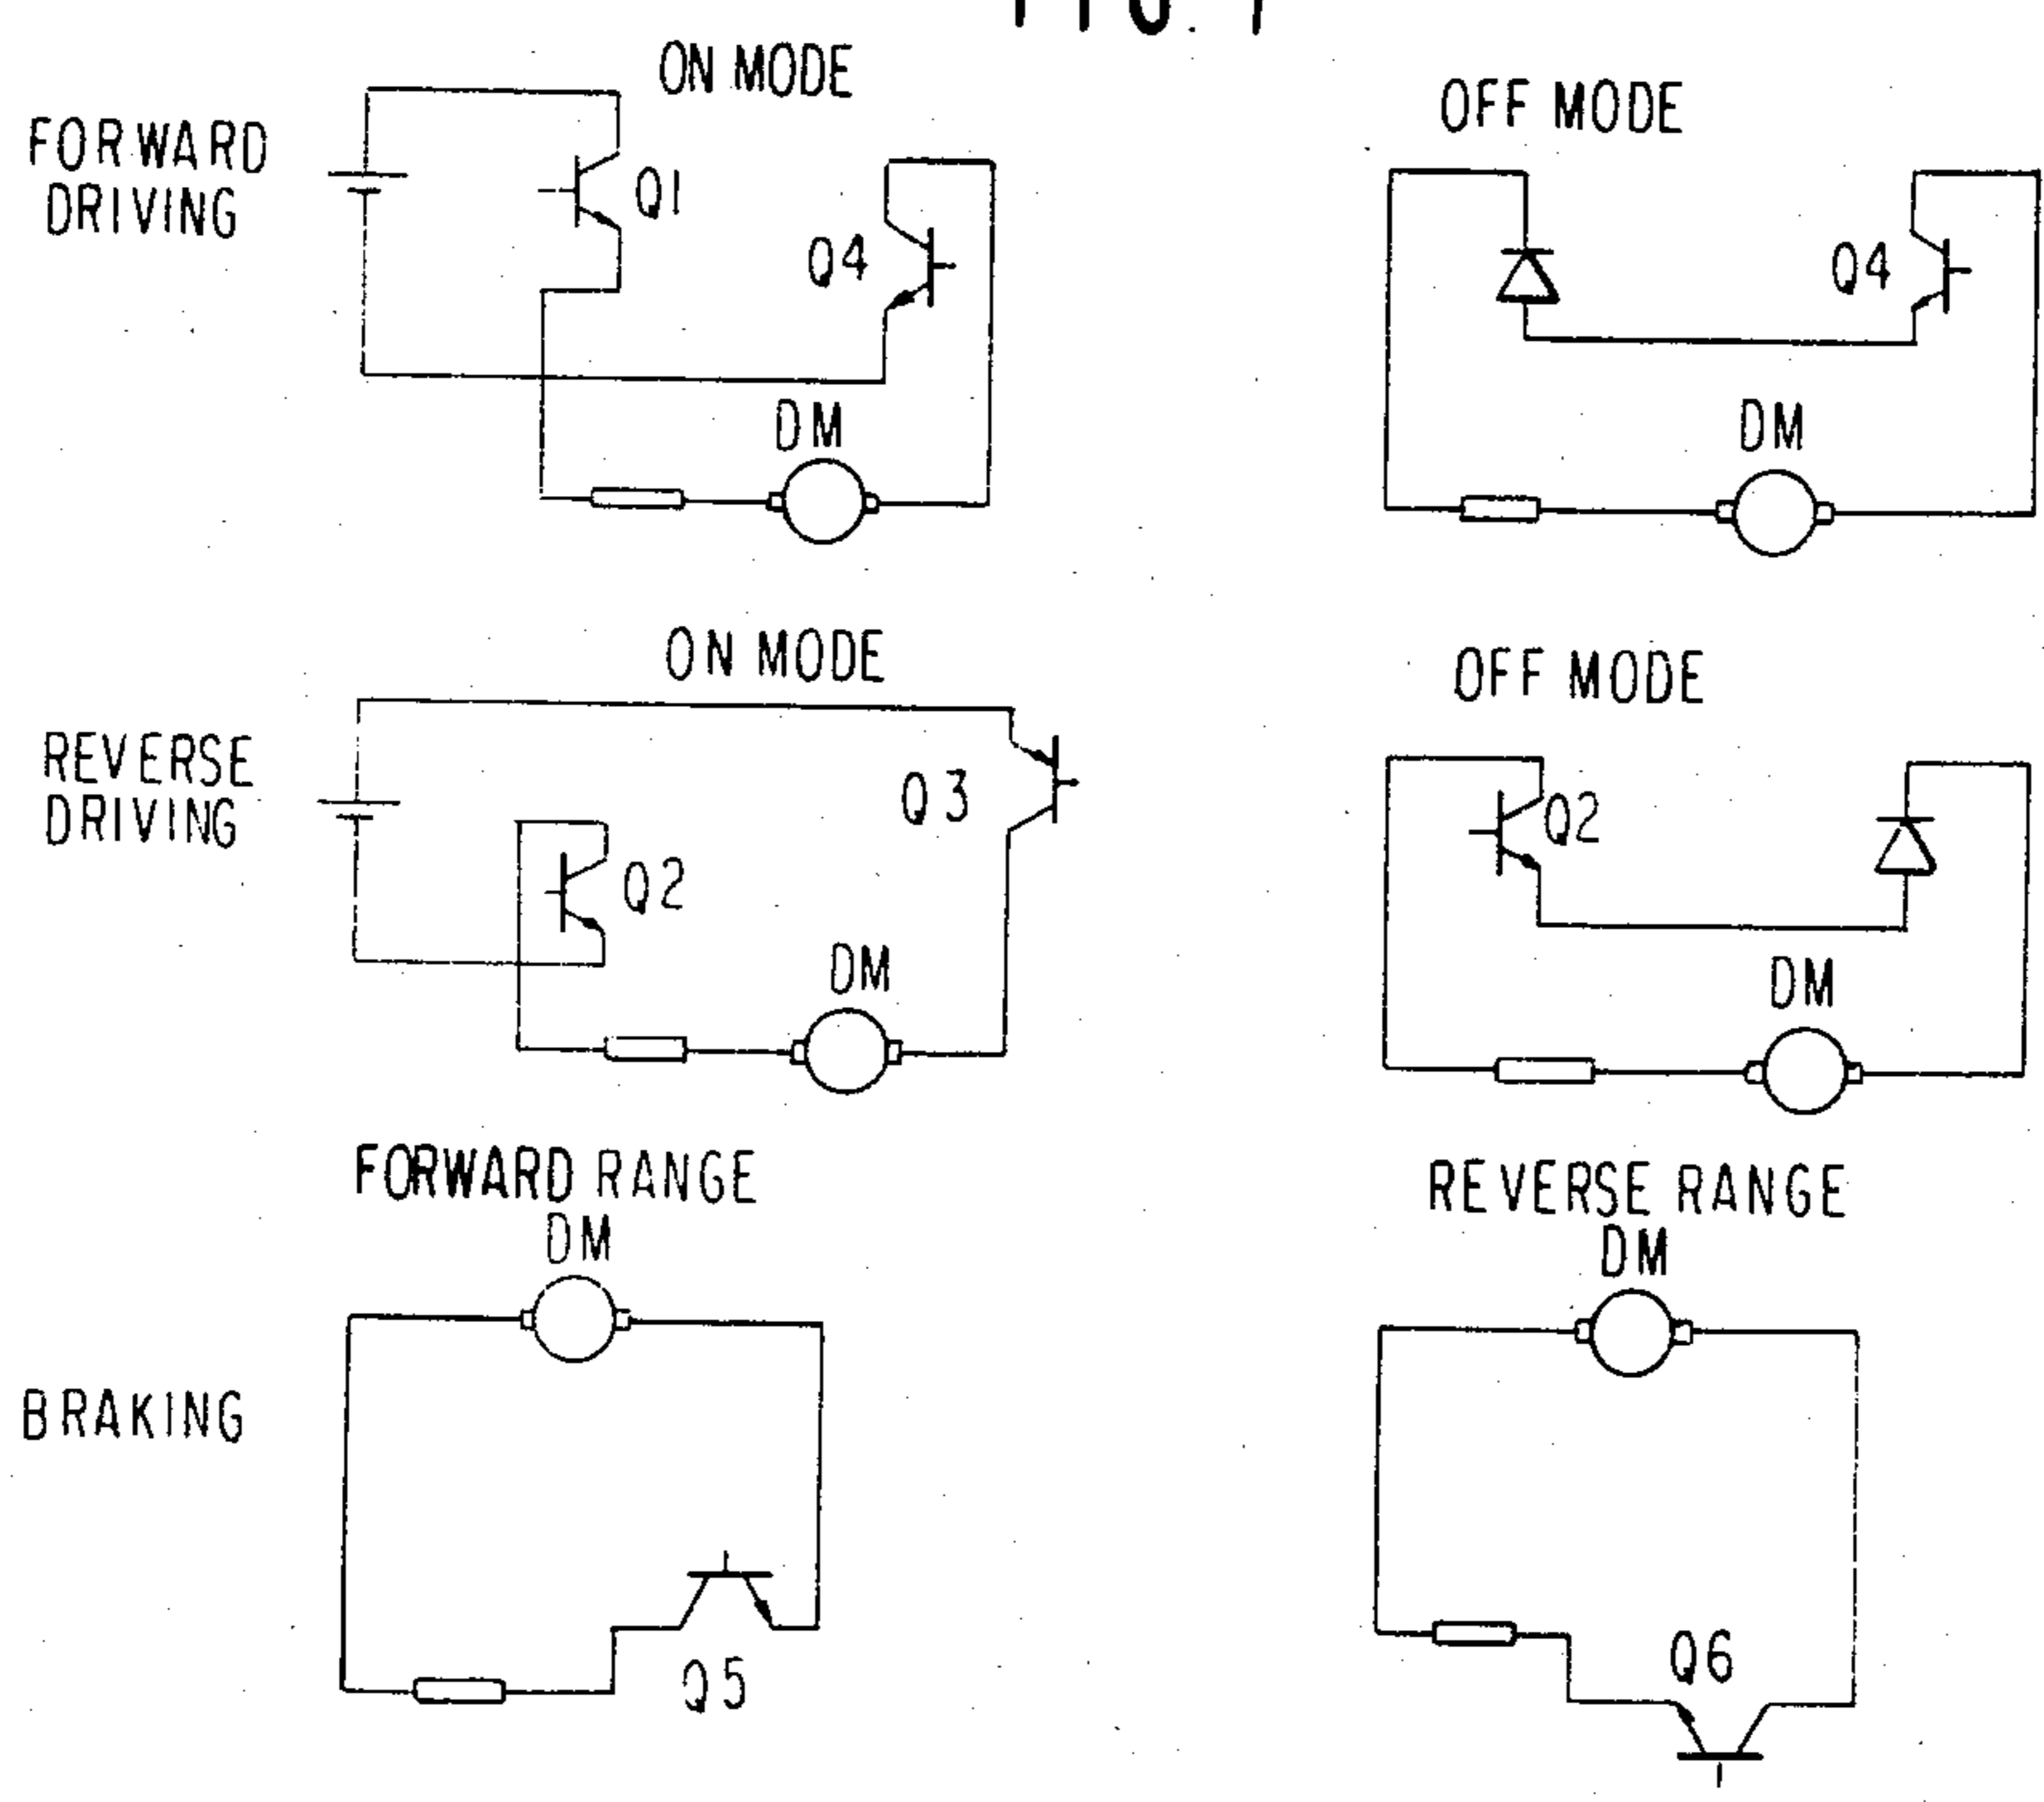 ON MODE
OFF MODE
FORWARD
DRIVING
Q1
Q4
Q4
DM
DM
ON MODE
OFF MODE
REVERSE
DRIVING
Q3
Q2
Q2
DM
DM
FORWARD RANGE
REVERSE RANGE
DM
DM
BRAKING
Q5
Q6